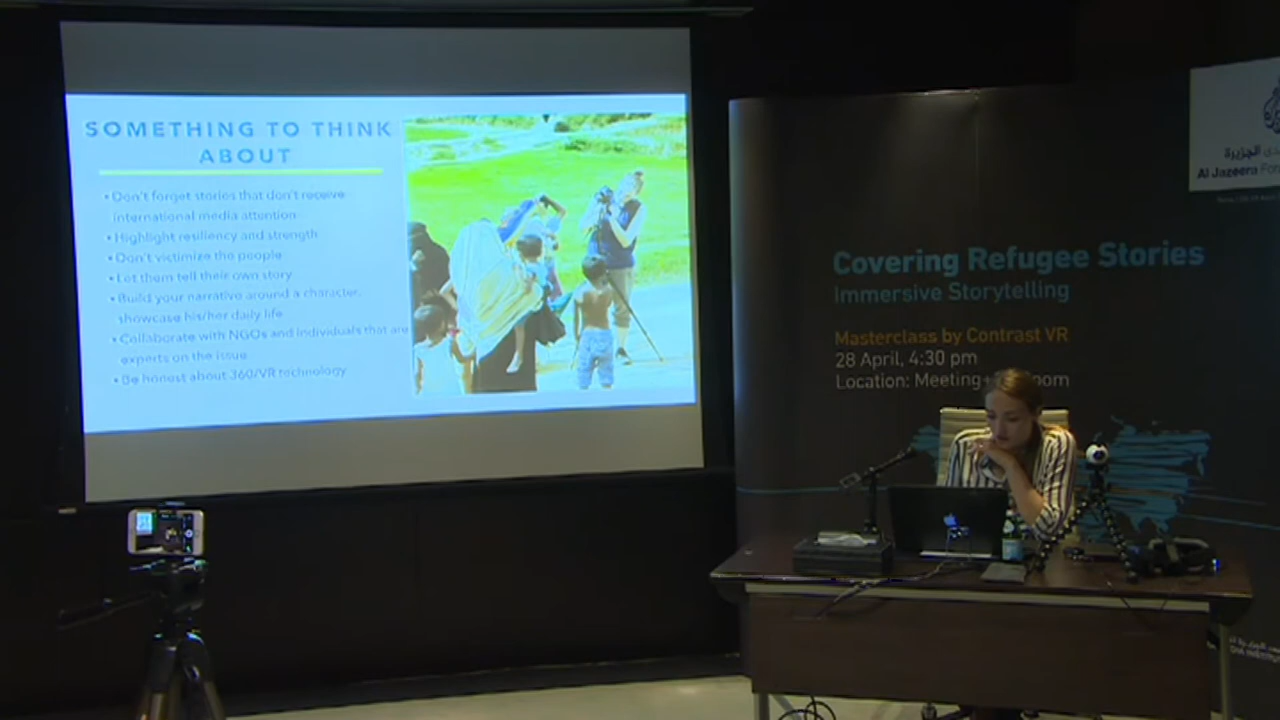 SOMETHING TO THINK
ABOUT
• Don't forget stories that don't receive
international media attention
• Highlight resiliency and strength
• Don't victimize the people
• Let them tell their own story
• Build your narrative around a character,
showcase his/her daily life
• Collaborate with NGOs and individuals that are
experts on the issue
• Be honest about 360/VR technology
الجزيرة
Al Jazeera
Covering Refugee Stories
Immersive Storytelling
Masterclass by Contrast VR
28 April, 4:30 pm
Location: Meeting